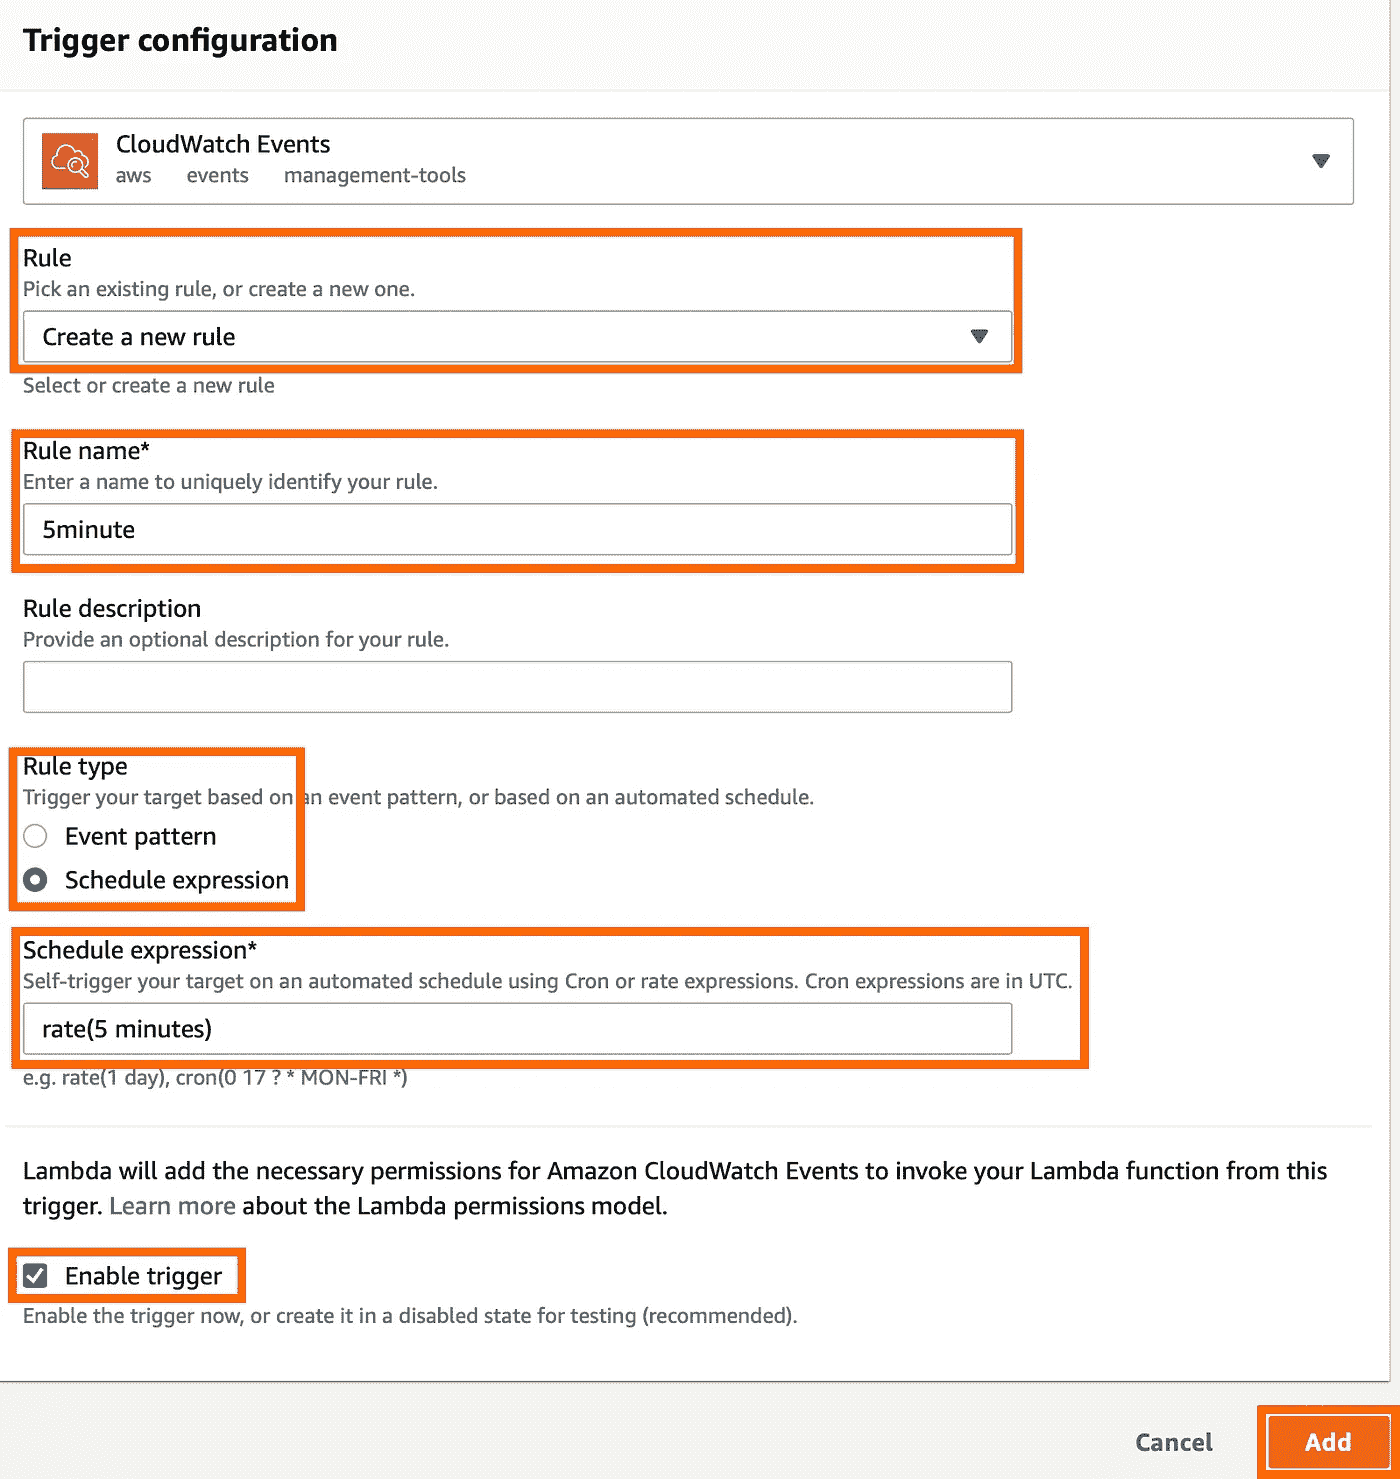 Trigger configuration
CloudWatch Events
aws events management-tools
Rule
Pick an existing rule, or create a new one.
Create a new rule
Select or create a new rule
Rule name*
Enter a name to uniquely identify your rule.
5minute
Rule description
Provide an optional description for your rule.
Rule type
Trigger your target based on an event pattern, or based on an automated schedule.
Event pattern
Schedule expression
Schedule expression*
Self-trigger your target on an automated schedule using Cron or rate expressions. Cron expressions are in UTC.
rate(5 minutes)
e.g. rate(1 day), cron(0 17 ? * MON-FRI *)
Lambda will add the necessary permissions for Amazon CloudWatch Events to invoke your Lambda function from this
trigger. Learn more about the Lambda permissions model.
Enable trigger
Enable the trigger now, or create it in a disabled state for testing (recommended).
Cancel Add